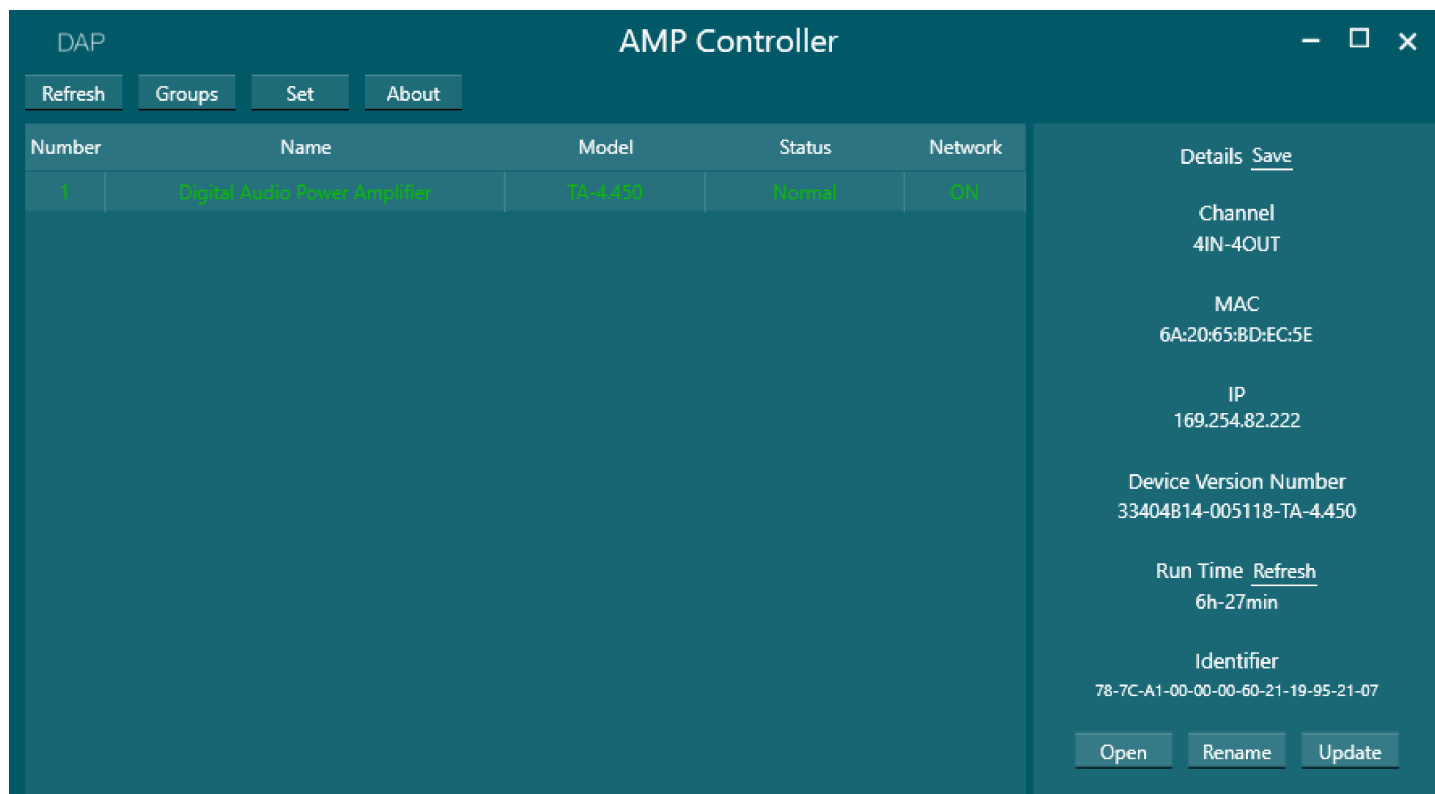 DAP
AMP Controller
Refresh Groups Set About
Number Name Model Status Network
1 Digital Audio Power Amplifier TA-4.450 Normal ON
Details Save
Channel
4IN-4OUT
MAC
6A:20:65:BD:EC:5E
IP
169.254.82.222
Device Version Number
33404B14-005118-TA-4.450
Run Time Refresh
6h-27min
Identifier
78-7C-A1-00-00-00-60-21-19-95-21-07
Open Rename Update